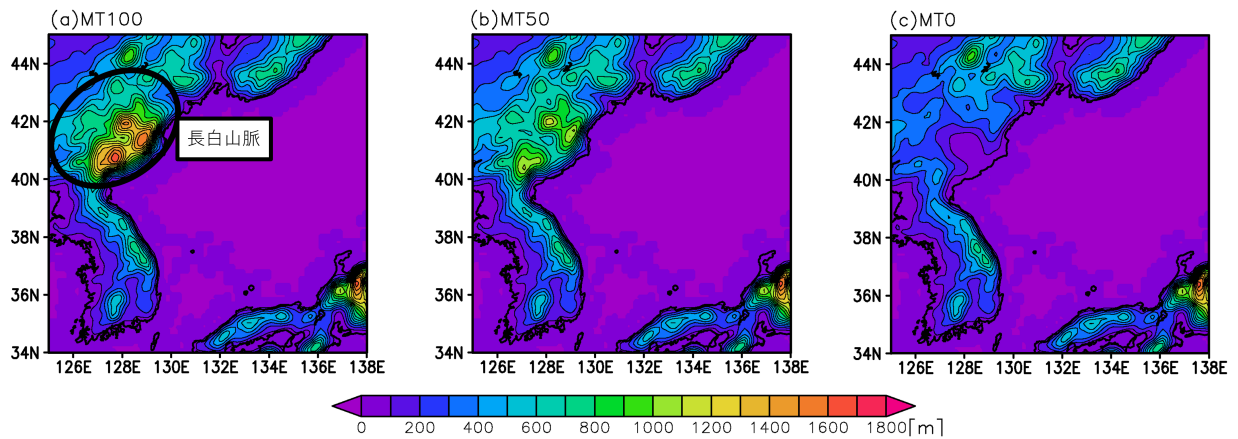 (a)MT100 (b)MT50 (c)MT0
44N 44N 44N
42N 42N 42N
長白山脈
40N 40N 40N
38N 38N 38N
36N 36N 36N
34N 34N 34N
126E 128E 130E 132E 134E 136E 138E 126E 128E 130E 132E 134E 136E 138E 126E 128E 130E 132E 134E 136E 138E
0 200 400 600 800 1000 1200 1400 1600 1800[m]